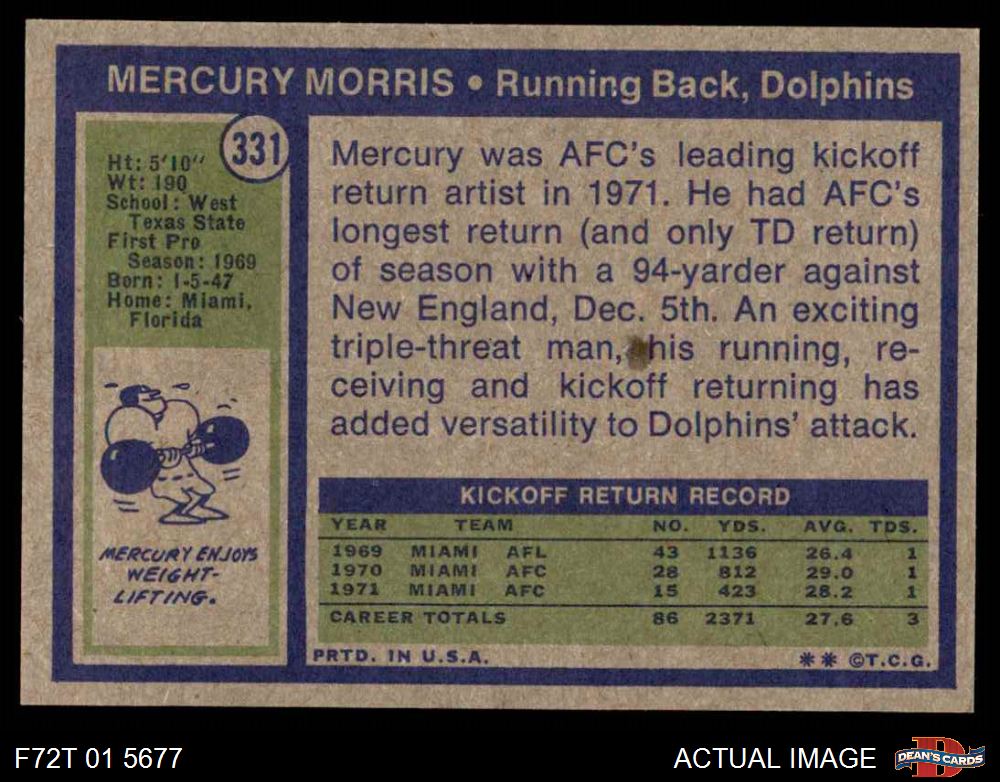 MERCURY MORRIS • Running Back, Dolphins
331
Ht: 5'10"
Wt: 190
School: West
Texas State
First Pro
Season: 1969
Born: 1-5-47
Home: Miami,
Florida
MERCURY ENJOYS
WEIGHT-
LIFTING.
Mercury was AFC's leading kickoff
return artist in 1971. He had AFC's
longest return (and only TD return)
of season with a 94-yarder against
New England, Dec. 5th. An exciting
triple-threat man, his running, re-
ceiving and kickoff returning has
added versatility to Dolphins' attack.
KICKOFF RETURN RECORD
YEAR TEAM NO. YDS. AVG. TDS.
1969 MIAMI AFL 43 1136 26.4 1
1970 MIAMI AFC 28 812 29.0 1
1971 MIAMI AFC 15 423 28.2 1
CAREER TOTALS 86 2371 27.6 3
PRTD. IN U.S.A. ** ©T.C.G.
F72T 01 5677 ACTUAL IMAGE DEAN'S CARDS